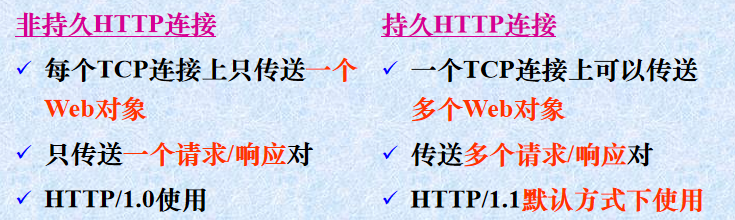 非持久HTTP连接
✓ 每个TCP连接上只传送一个
Web对象
✓ 只传送一个请求/响应对
✓ HTTP/1.0使用
持久HTTP连接
✓ 一个TCP连接上可以传送
多个Web对象
✓ 传送多个请求/响应对
✓ HTTP/1.1默认方式下使用